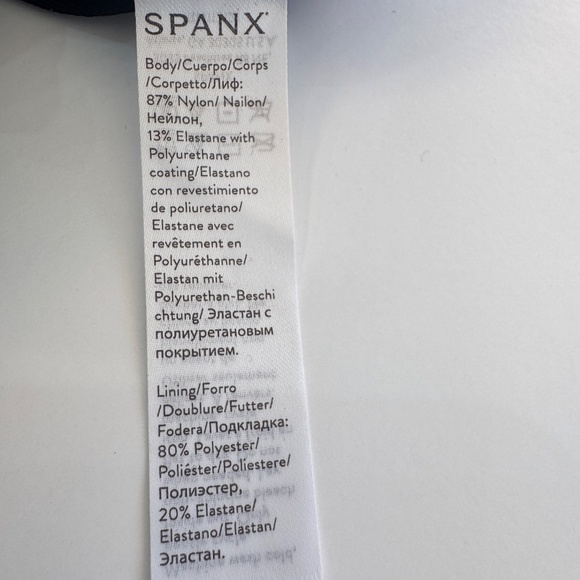 SPANX
Body/Cuerpo/Corps
/Corpetto/Лиф:
87% Nylon/ Nailon/
Нейлон,
13% Elastane with
Polyurethane
coating/Elastano
con revestimiento
de poliuretano/
Elastane avec
revêtement en
Polyuréthanne/
Elastan mit
Polyurethan-Beschi
chtung/ Эластан с
полиуретановым
покрытием.
Lining/Forro
/Doublure/Futter/
Fodera/Подкладка:
80% Polyester/
Poliéster/Poliestere/
Полиэстер,
20% Elastane/
Elastano/Elastan/
Эластан.